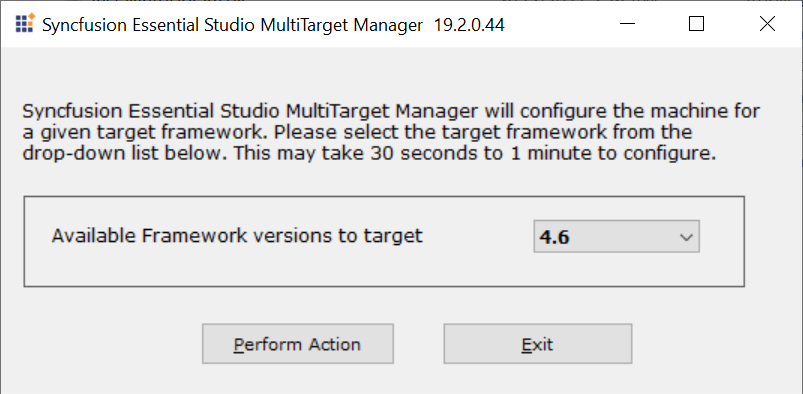 Syncfusion Essential Studio MultiTarget Manager 19.2.0.44
Syncfusion Essential Studio MultiTarget Manager will configure the machine for
a given target framework. Please select the target framework from the
drop-down list below. This may take 30 seconds to 1 minute to configure.
Available Framework versions to target
4.6
Perform Action
Exit